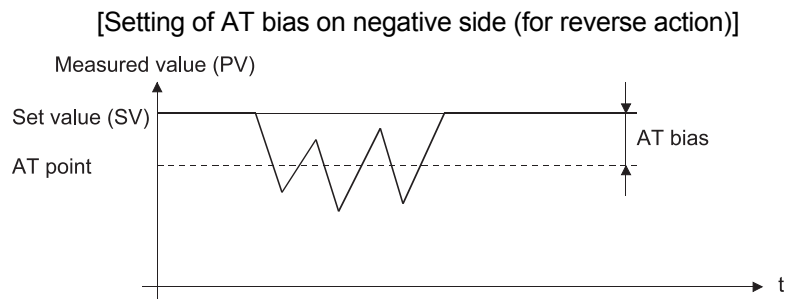 [Setting of AT bias on negative side (for reverse action)]
Measured value (PV)
Set value (SV)
AT bias
AT point
t